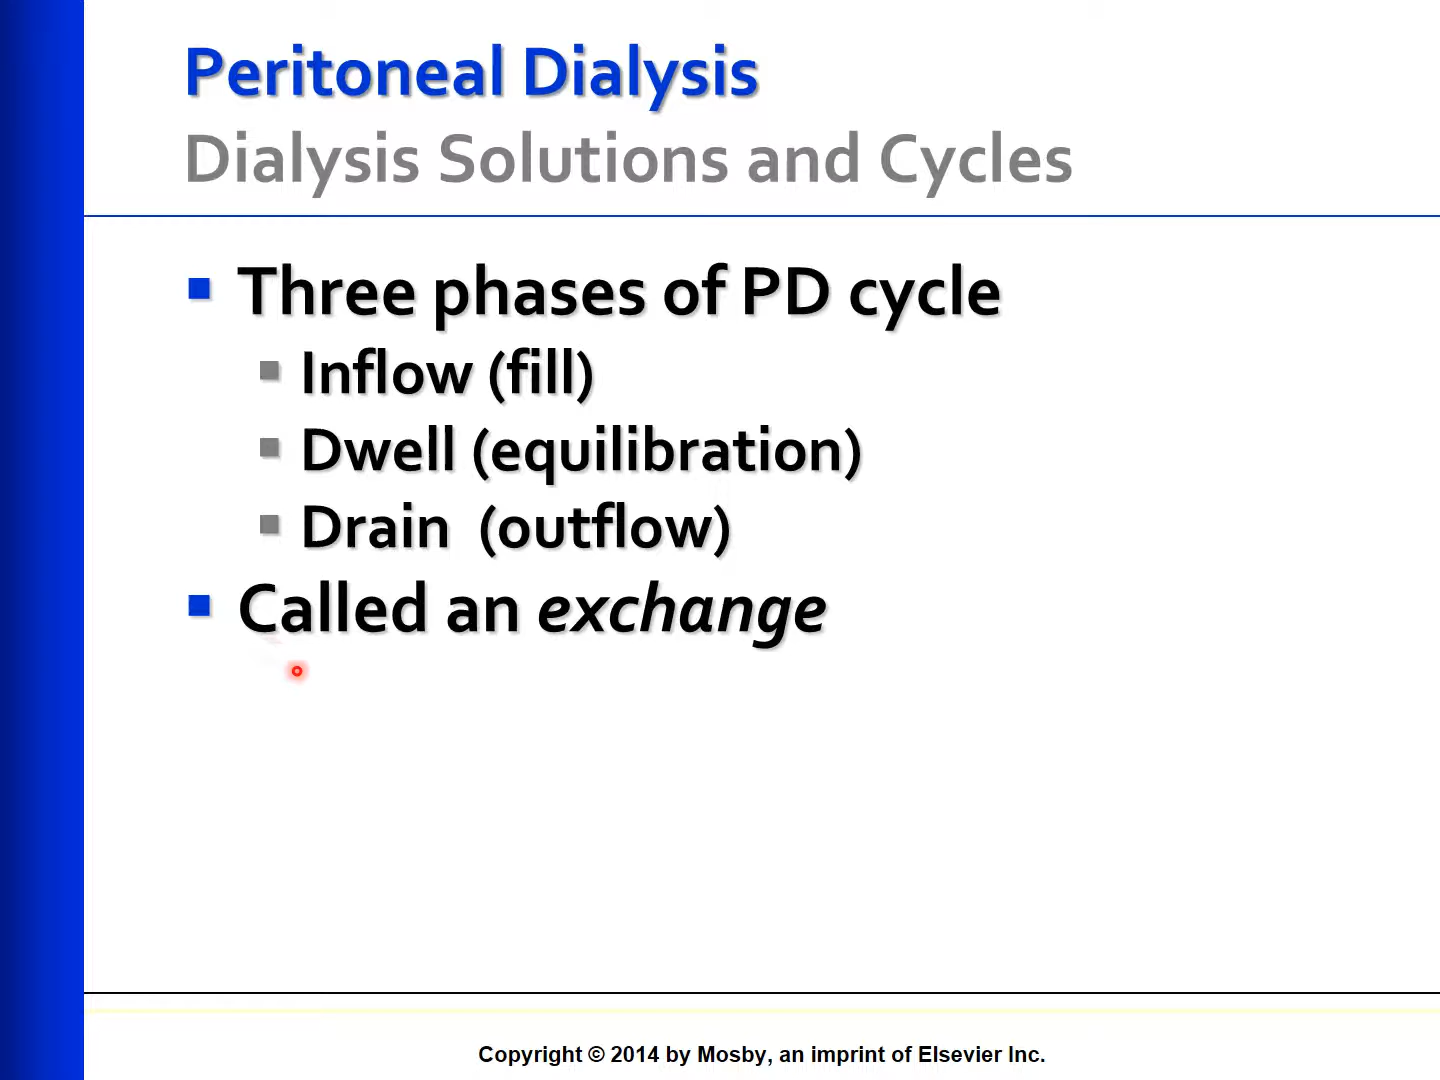 Peritoneal Dialysis
Dialysis Solutions and Cycles
Three phases of PD cycle
Inflow (fill)
Dwell (equilibration)
Drain (outflow)
Called an exchange
Copyright © 2014 by Mosby, an imprint of Elsevier Inc.